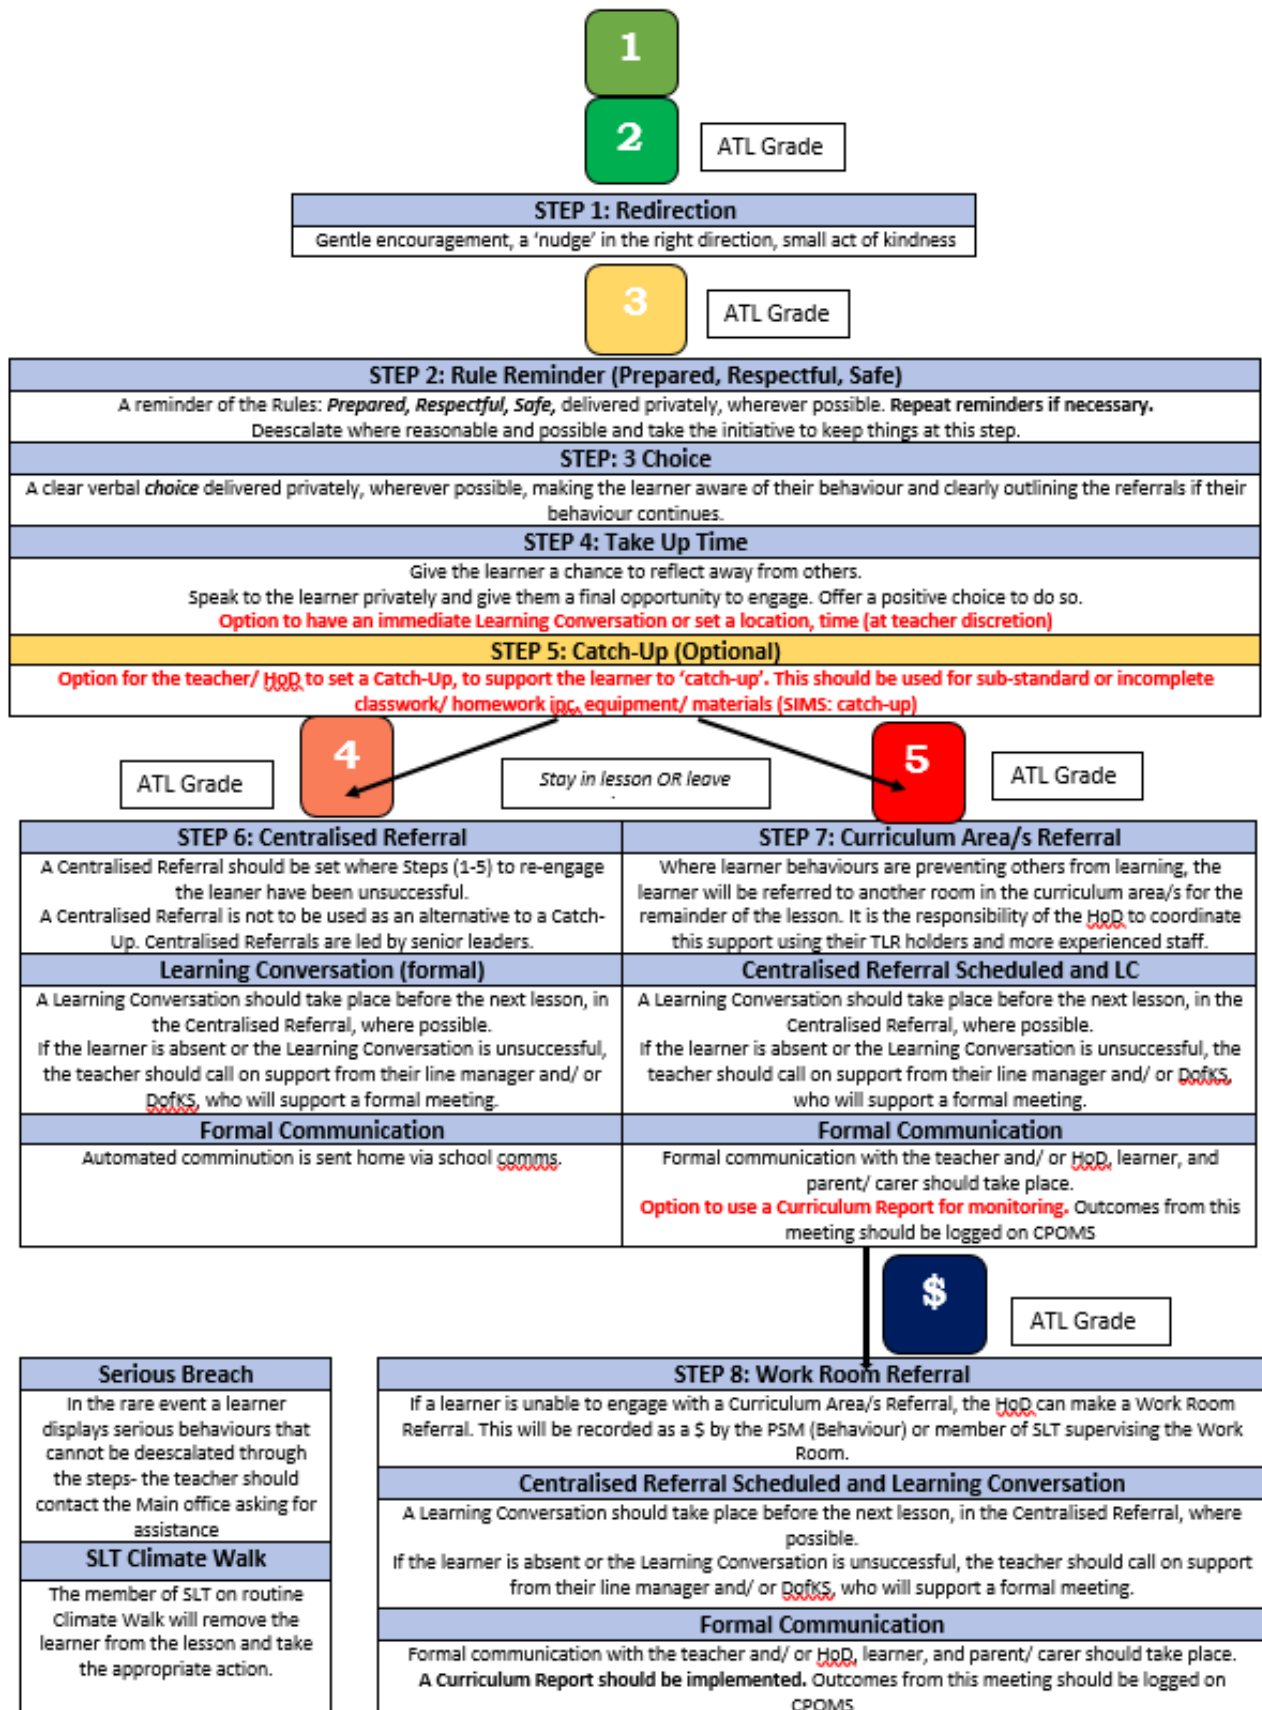 1
2
ATL Grade
STEP 1: Redirection
Gentle encouragement, a ‘nudge’ in the right direction, small act of kindness
3
ATL Grade
STEP 2: Rule Reminder (Prepared, Respectful, Safe)
A reminder of the Rules: Prepared, Respectful, Safe, delivered privately, wherever possible. Repeat reminders if necessary.
Deescalate where reasonable and possible and take the initiative to keep things at this step.
STEP: 3 Choice
A clear verbal choice delivered privately, wherever possible, making the learner aware of their behaviour and clearly outlining the referrals if their
behaviour continues.
STEP 4: Take Up Time
Give the learner a chance to reflect away from others.
Speak to the learner privately and give them a final opportunity to engage. Offer a positive choice to do so.
Option to have an immediate Learning Conversation or set a location, time (at teacher discretion)
STEP 5: Catch-Up (Optional)
Option for the teacher/ HoD to set a Catch-Up, to support the learner to ‘catch-up’. This should be used for sub-standard or incomplete
classwork/ homework inc. equipment/ materials (SIMS: catch-up)
4
ATL Grade
Stay in lesson OR leave
.
5
ATL Grade
STEP 6: Centralised Referral
A Centralised Referral should be set where Steps (1-5) to re-engage
the leaner have been unsuccessful.
A Centralised Referral is not to be used as an alternative to a Catch-
Up. Centralised Referrals are led by senior leaders.
Learning Conversation (formal)
A Learning Conversation should take place before the next lesson, in
the Centralised Referral, where possible.
If the learner is absent or the Learning Conversation is unsuccessful,
the teacher should call on support from their line manager and/ or
DofKS, who will support a formal meeting.
Formal Communication
Automated comminution is sent home via school comms.
STEP 7: Curriculum Area/s Referral
Where learner behaviours are preventing others from learning, the
learner will be referred to another room in the curriculum area/s for the
remainder of the lesson. It is the responsibility of the HoD to coordinate
this support using their TLR holders and more experienced staff.
Centralised Referral Scheduled and LC
A Learning Conversation should take place before the next lesson, in the
Centralised Referral, where possible.
If the learner is absent or the Learning Conversation is unsuccessful, the
teacher should call on support from their line manager and/ or DofKS,
who will support a formal meeting.
Formal Communication
Formal communication with the teacher and/ or HoD, learner, and
parent/ carer should take place.
Option to use a Curriculum Report for monitoring. Outcomes from this
meeting should be logged on CPOMS
$
ATL Grade
Serious Breach
In the rare event a learner
displays serious behaviours that
cannot be deescalated through
the steps- the teacher should
contact the Main office asking for
assistance
SLT Climate Walk
The member of SLT on routine
Climate Walk will remove the
learner from the lesson and take
the appropriate action.
STEP 8: Work Room Referral
If a learner is unable to engage with a Curriculum Area/s Referral, the HoD can make a Work Room
Referral. This will be recorded as a $ by the PSM (Behaviour) or member of SLT supervising the Work
Room.
Centralised Referral Scheduled and Learning Conversation
A Learning Conversation should take place before the next lesson, in the Centralised Referral, where
possible.
If the learner is absent or the Learning Conversation is unsuccessful, the teacher should call on support
from their line manager and/ or DofKS, who will support a formal meeting.
Formal Communication
Formal communication with the teacher and/ or HoD, learner, and parent/ carer should take place.
A Curriculum Report should be implemented. Outcomes from this meeting should be logged on
CPOMS